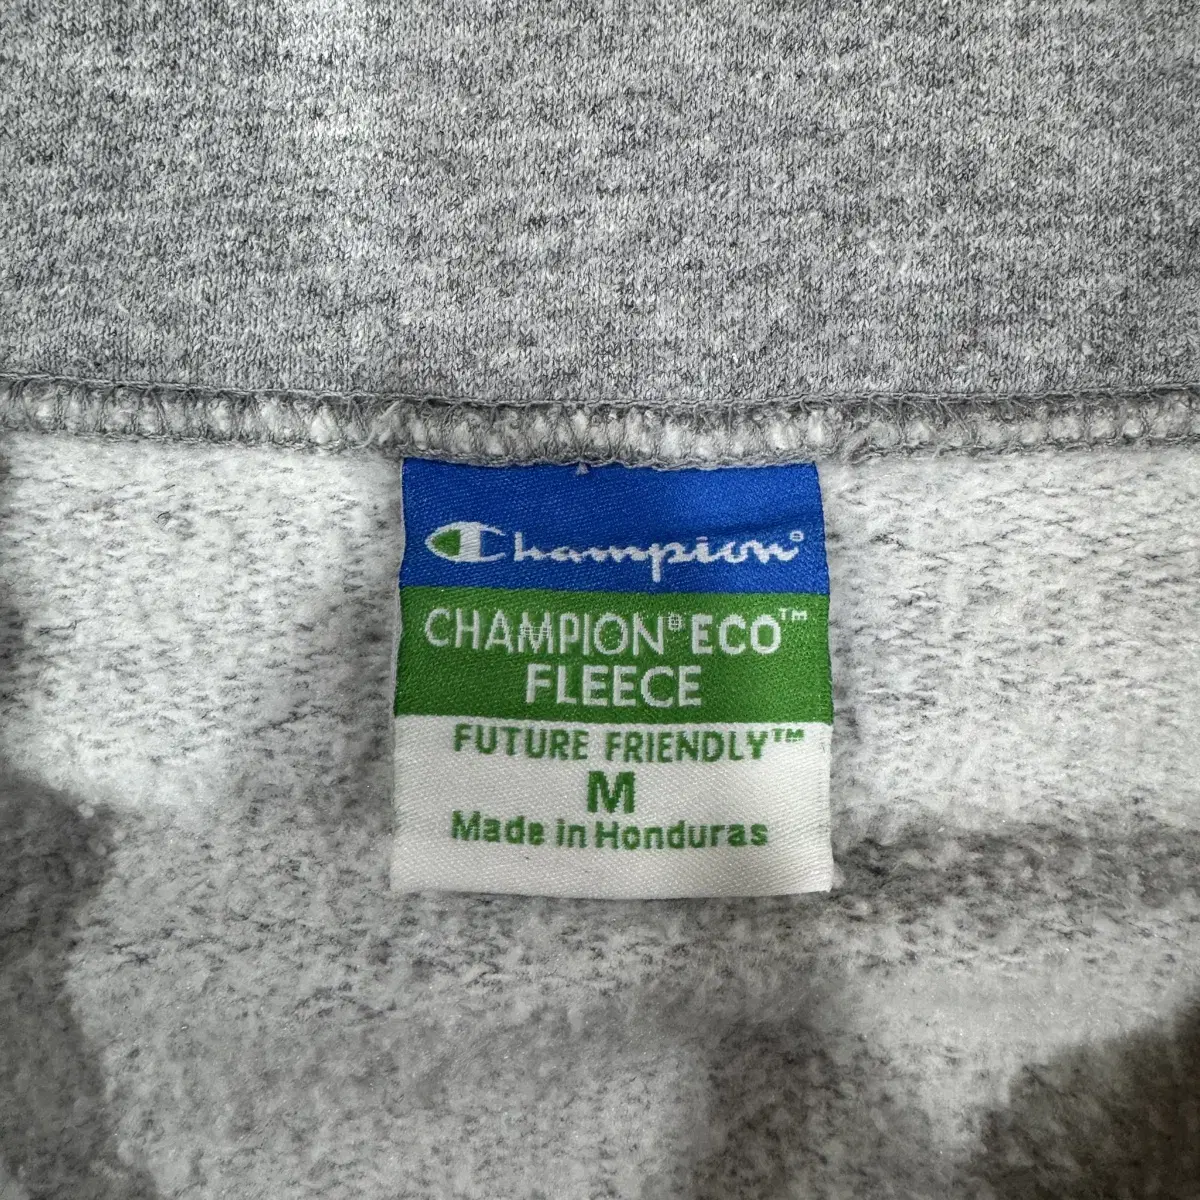 Champion®
CHAMPION® ECO™
FLEECE
FUTURE FRIENDLY™
M
Made in Honduras